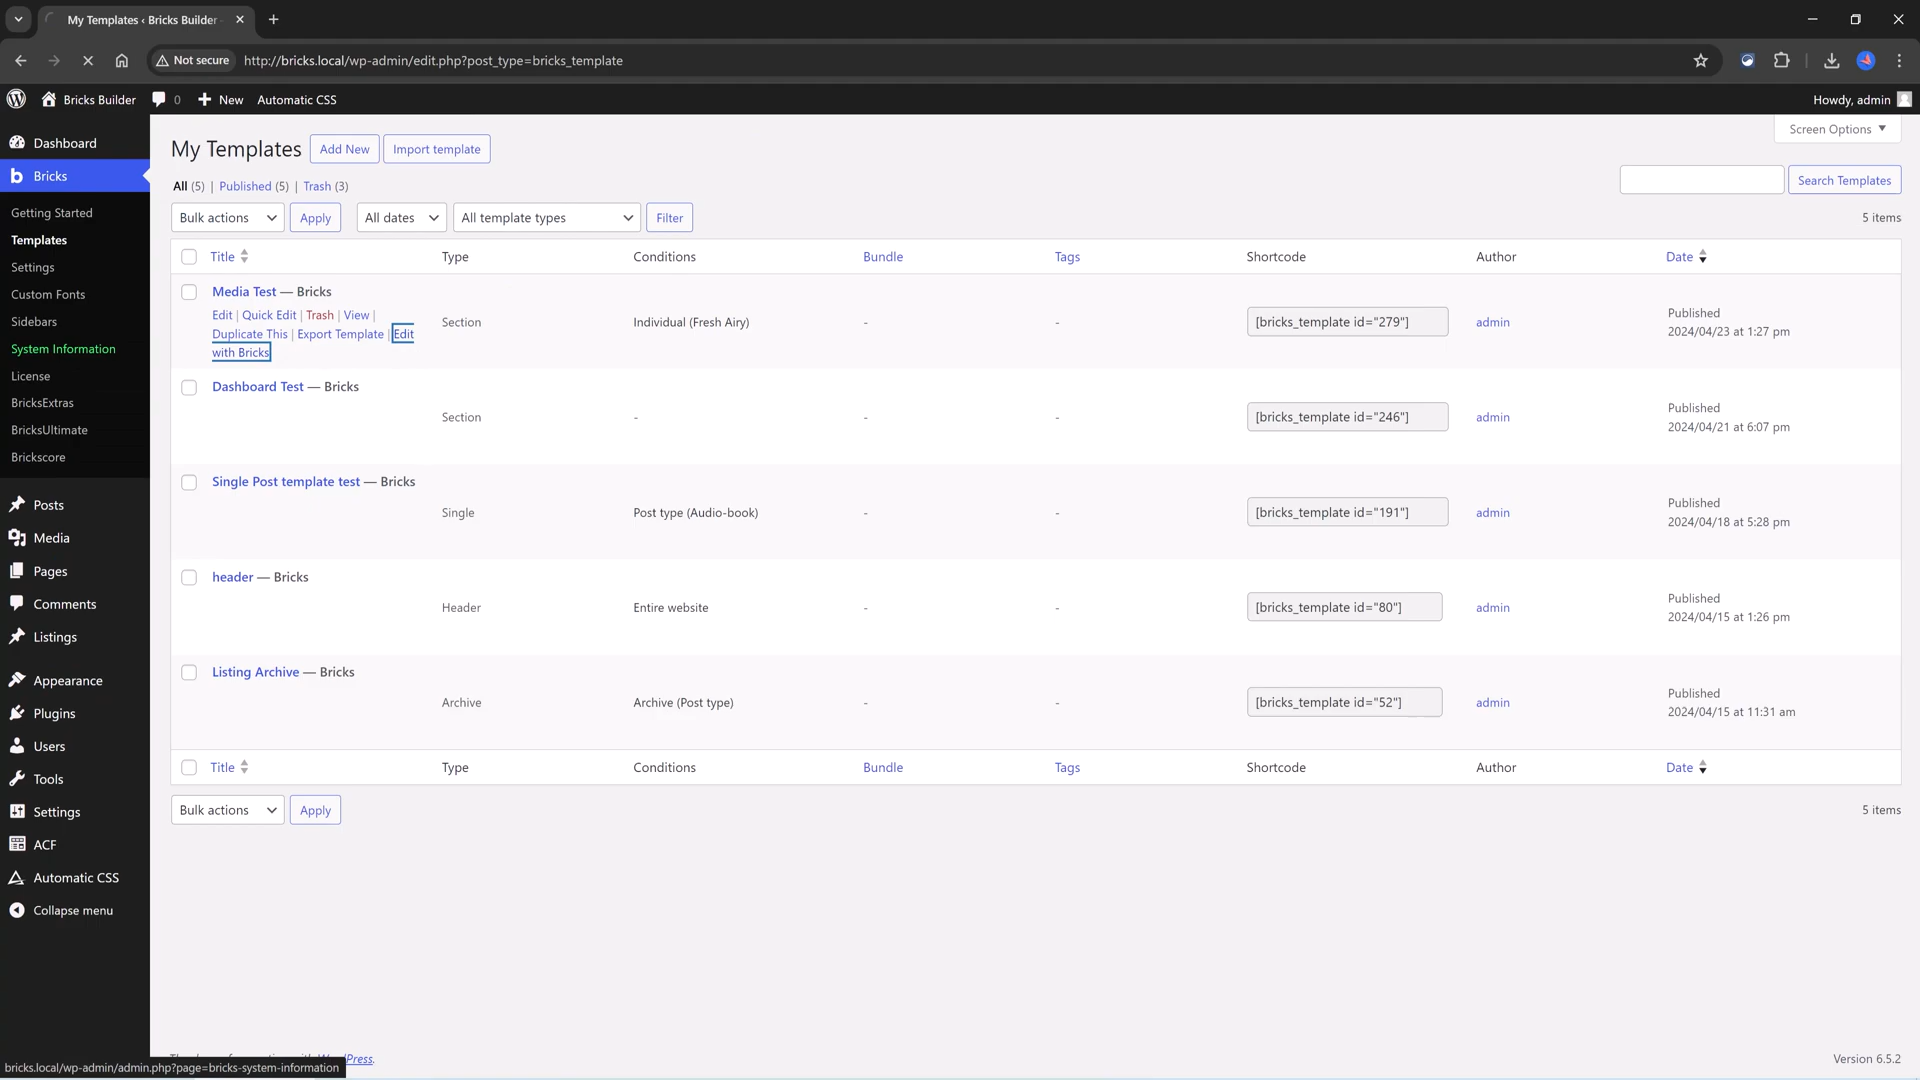 My Templates ‹ Bricks Builder
Not secure
http://bricks.local/wp-admin/edit.php?post_type=bricks_template
Bricks Builder
0
New
Automatic CSS
Howdy, admin
Dashboard
Bricks
Getting Started
Templates
Settings
Custom Fonts
Sidebars
System Information
License
BricksExtras
BricksUltimate
Brickscore
Posts
Media
Pages
Comments
Listings
Appearance
Plugins
Users
Tools
Settings
ACF
Automatic CSS
Collapse menu
Screen Options
My Templates
Add New
Import template
All (5) | Published (5) | Trash (3)
Search Templates
Bulk actions
Apply
All dates
All template types
Filter
5 items
Title
Type
Conditions
Bundle
Tags
Shortcode
Author
Date
Media Test — Bricks
Edit | Quick Edit | Trash | View |
Duplicate This | Export Template | Edit
with Bricks
Section
Individual (Fresh Airy)
-
-
[bricks_template id="279"]
admin
Published
2024/04/23 at 1:27 pm
Dashboard Test — Bricks
Section
-
-
-
[bricks_template id="246"]
admin
Published
2024/04/21 at 6:07 pm
Single Post template test — Bricks
Single
Post type (Audio-book)
-
-
[bricks_template id="191"]
admin
Published
2024/04/18 at 5:28 pm
header — Bricks
Header
Entire website
-
-
[bricks_template id="80"]
admin
Published
2024/04/15 at 1:26 pm
Listing Archive — Bricks
Archive
Archive (Post type)
-
-
[bricks_template id="52"]
admin
Published
2024/04/15 at 11:31 am
Title
Type
Conditions
Bundle
Tags
Shortcode
Author
Date
Bulk actions
Apply
5 items
Version 6.5.2
bricks.local/wp-admin/admin.php?page=bricks-system-information